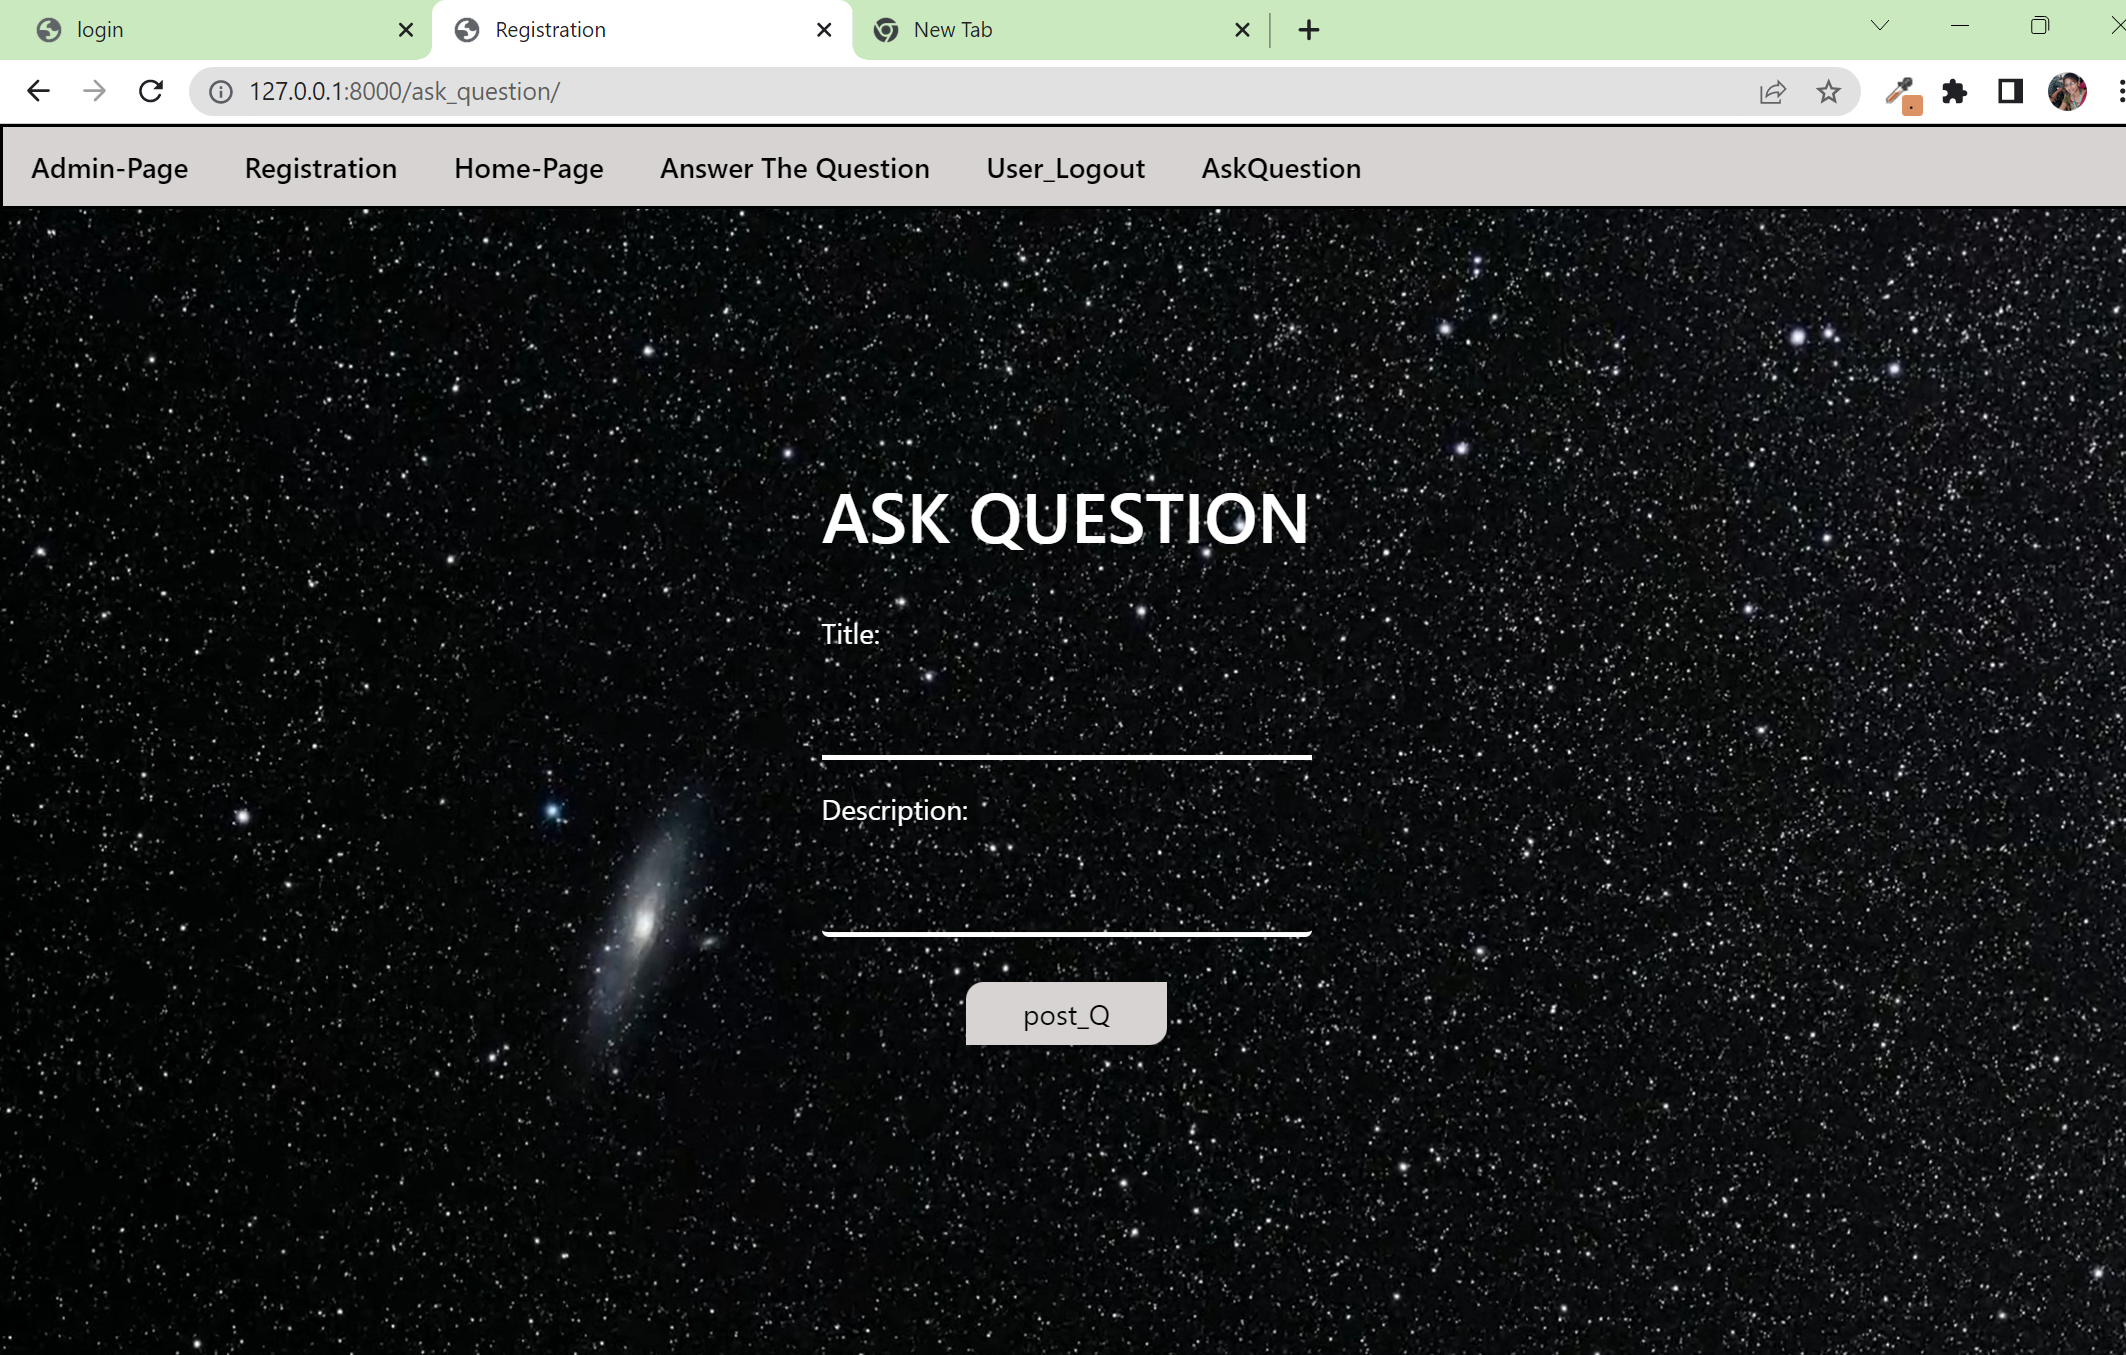 login
Registration
New Tab
127.0.0.1:8000/ask_question/
Admin-Page Registration Home-Page Answer The Question User_Logout AskQuestion
ASK QUESTION
Title:
Description:
post_Q